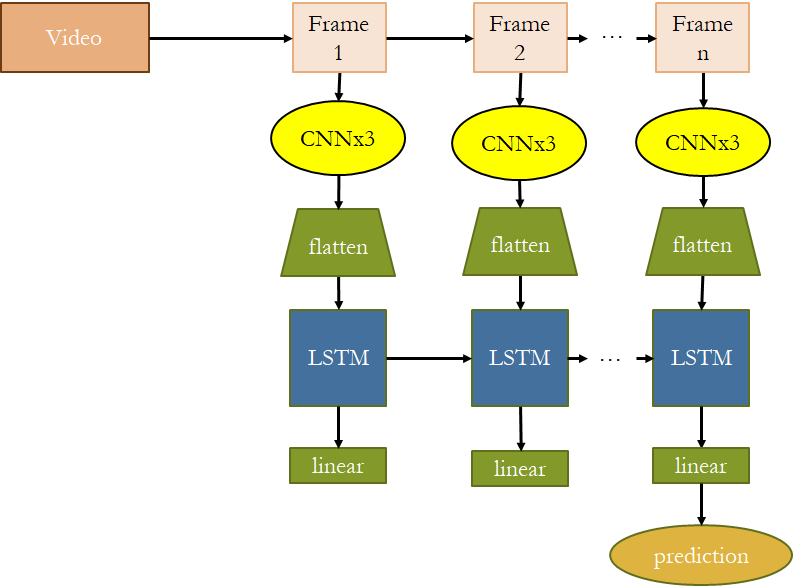 Video
Frame
1
Frame
2
...
Frame
n
CNNx3
CNNx3
CNNx3
flatten
flatten
flatten
LSTM
LSTM
...
LSTM
linear
linear
linear
prediction